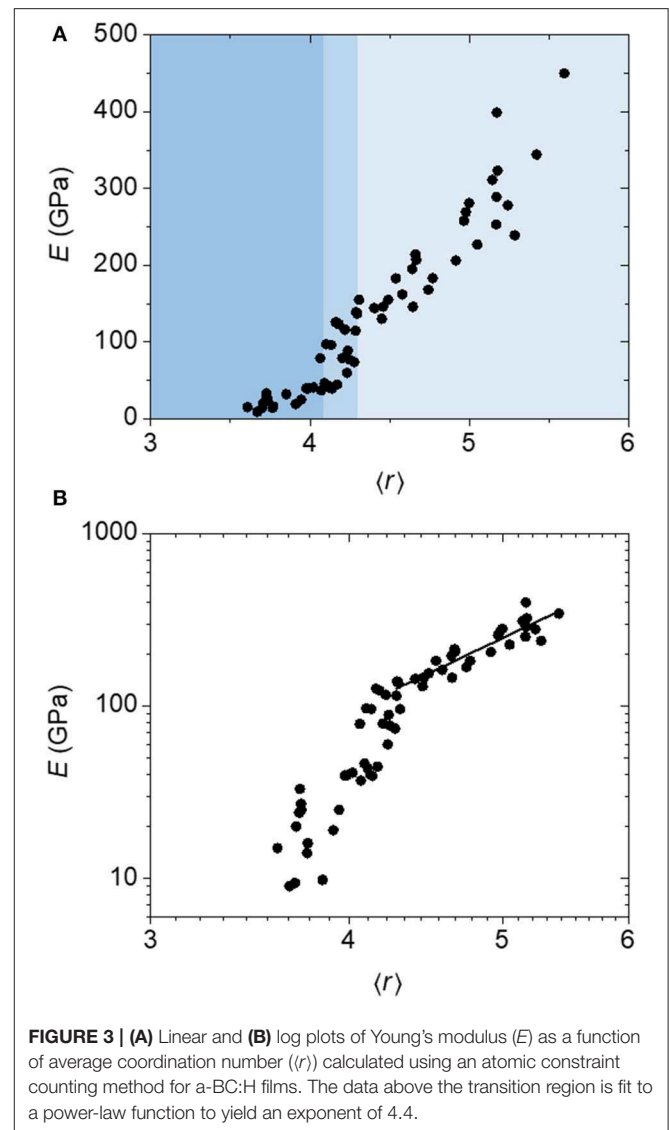 A
500
400
300
200
100
0
E (GPa)
3 4 5 6
⟨r⟩
B
1000
100
10
E (GPa)
3 4 5 6
⟨r⟩
FIGURE 3 | (A) Linear and (B) log plots of Young's modulus (E) as a function
of average coordination number (⟨r⟩) calculated using an atomic constraint
counting method for a-BC:H films. The data above the transition region is fit to
a power-law function to yield an exponent of 4.4.